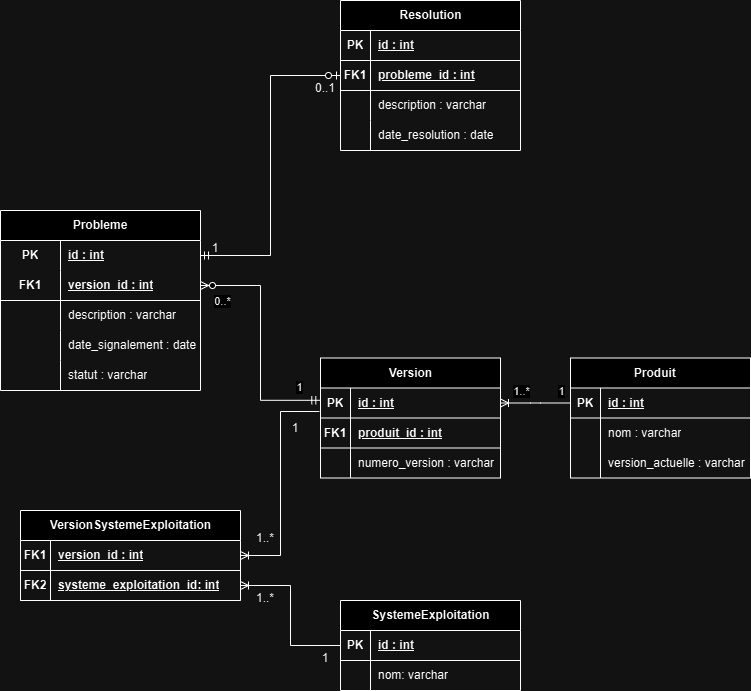 Resolution
PK id : int
FK1 probleme_id : int
0..1
description : varchar
date_resolution : date
Probleme
PK id : int
1
FK1 version_id : int
0..*
description : varchar
date_signalement : date
statut : varchar
Version
1
PK id : int
1
FK1 produit_id : int
numero_version : varchar
1..*
1
Produit
PK id : int
nom : varchar
version_actuelle : varchar
VersionSystemeExploitation
1..*
FK1 version_id : int
FK2 systeme_exploitation_id: int
1..*
SystemeExploitation
PK id : int
1
nom: varchar